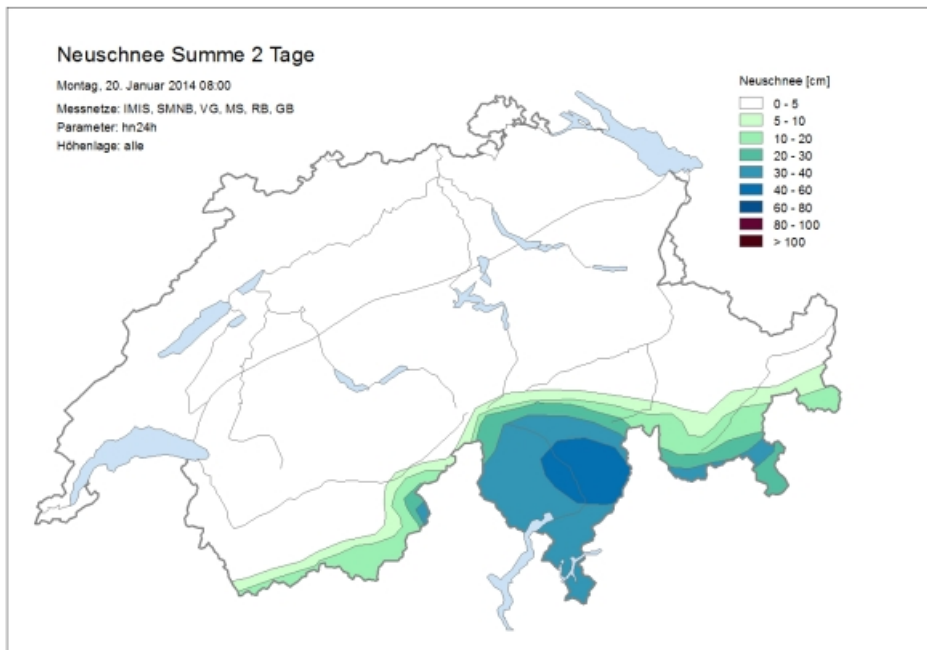 Neuschnee Summe 2 Tage
Montag, 20. Januar 2014 08:00
Messnetze: IMIS, SMNB, VG, MS, RB, GB
Parameter: hn24h
Höhenlage: alle
Neuschnee [cm]
0 - 5
5 - 10
10 - 20
20 - 30
30 - 40
40 - 60
60 - 80
80 - 100
> 100